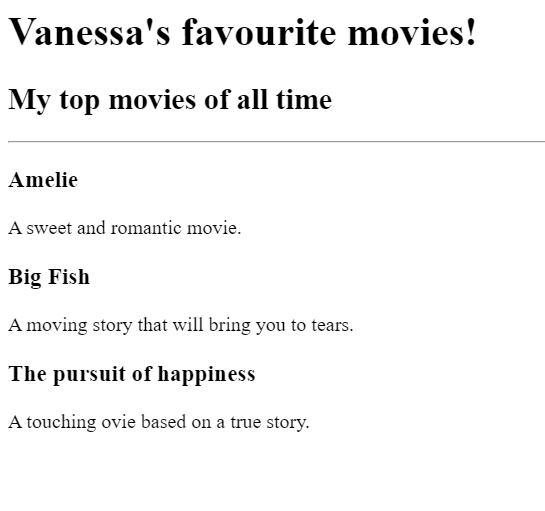 Vanessa's favourite movies!
My top movies of all time
Amelie
A sweet and romantic movie.
Big Fish
A moving story that will bring you to tears.
The pursuit of happiness
A touching ovie based on a true story.